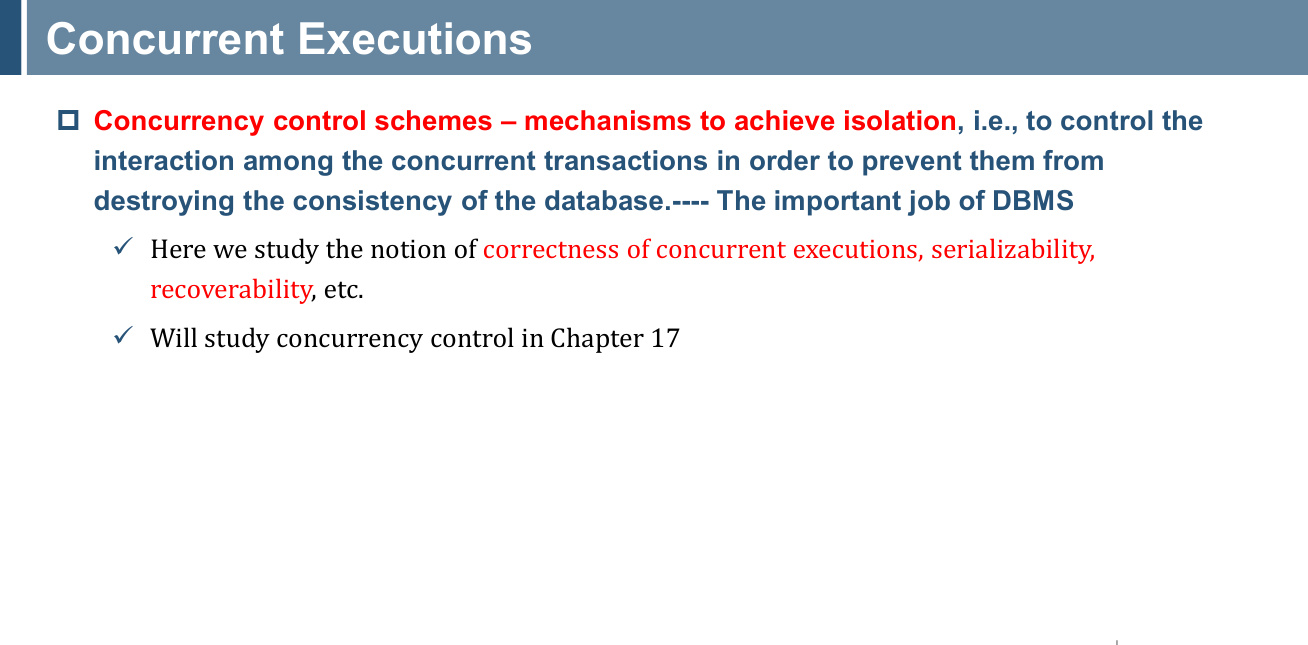 Concurrent Executions
Concurrency control schemes – mechanisms to achieve isolation, i.e., to control the
interaction among the concurrent transactions in order to prevent them from
destroying the consistency of the database.---- The important job of DBMS
Here we study the notion of correctness of concurrent executions, serializability,
recoverability, etc.
Will study concurrency control in Chapter 17